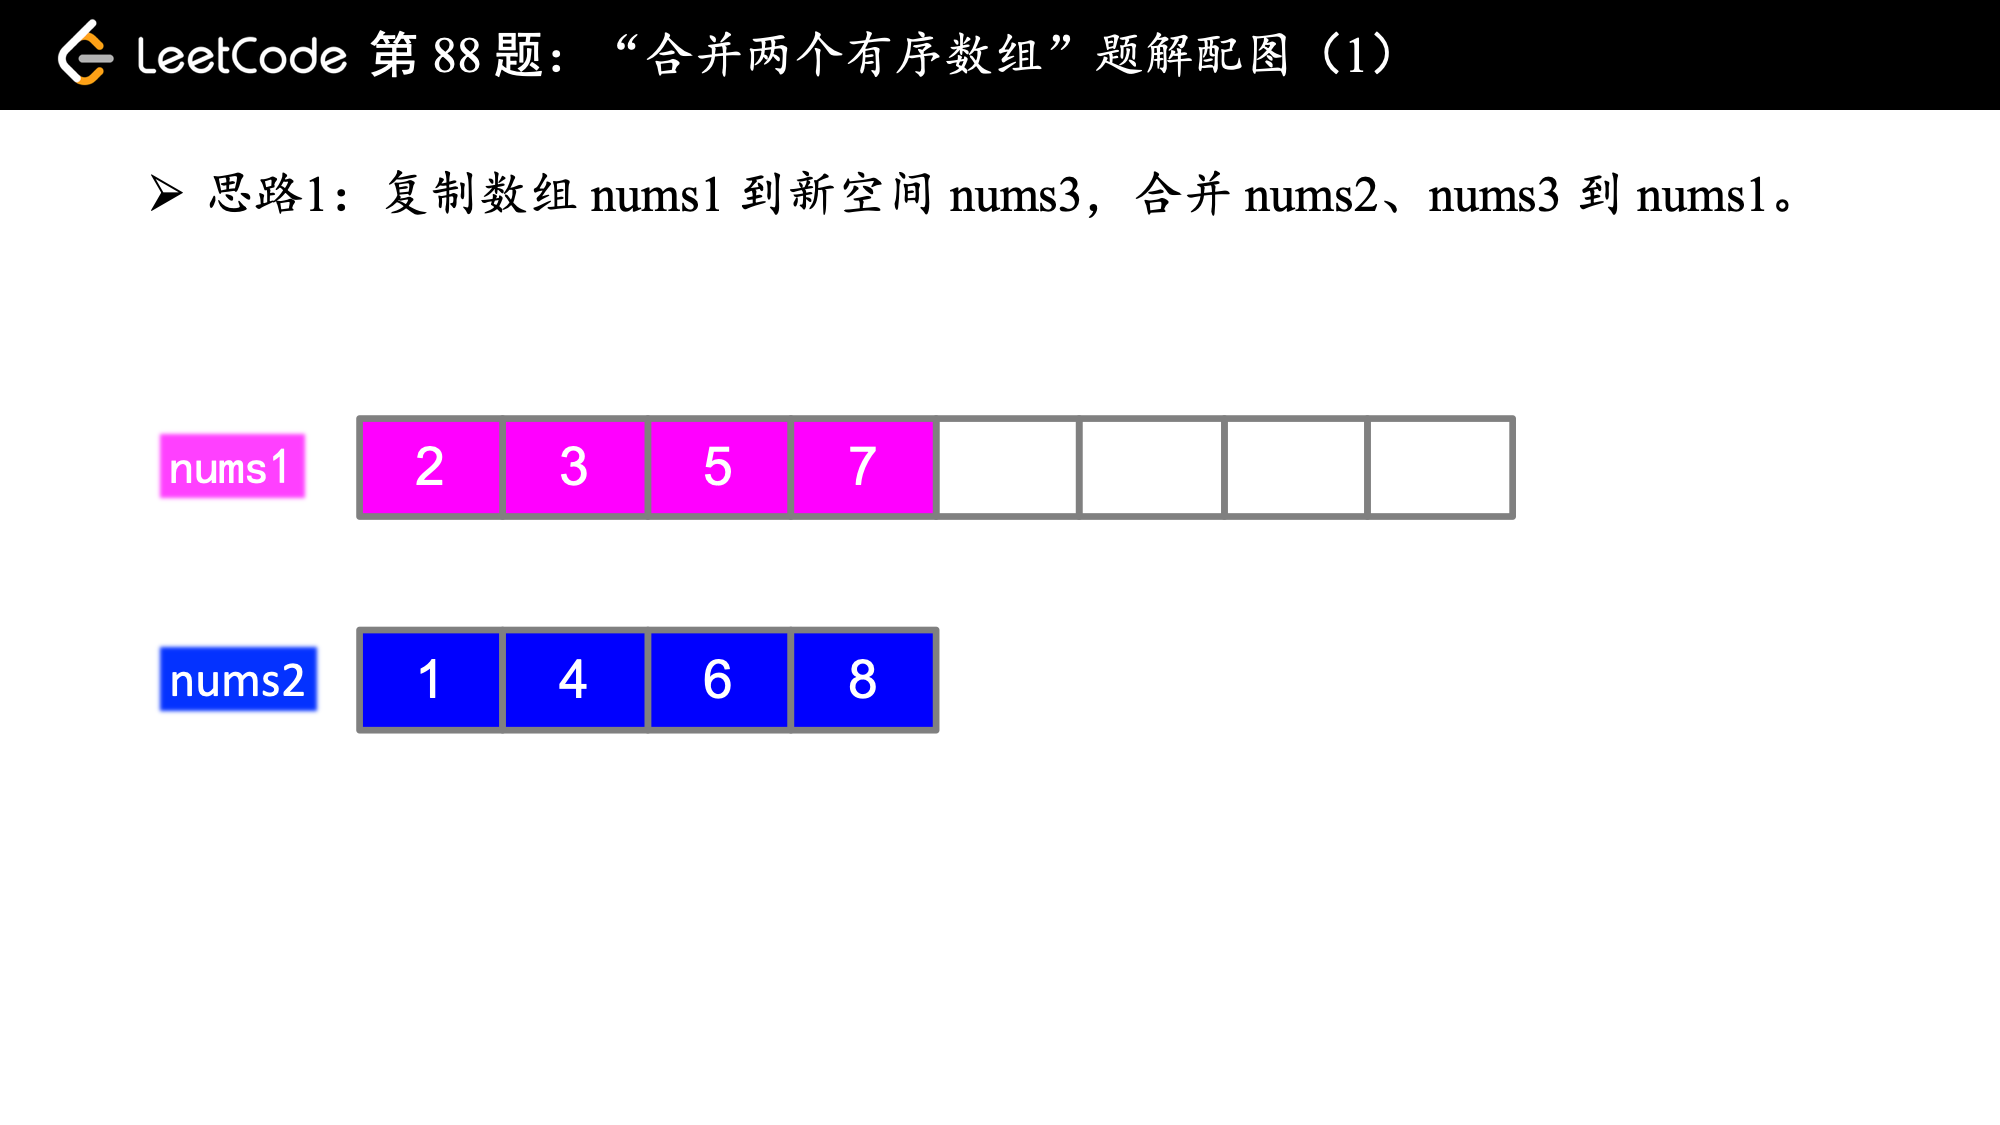 LeetCode 第 88 题：“合并两个有序数组”题解配图（1）
➢ 思路1：复制数组 nums1 到新空间 nums3，合并 nums2、nums3 到 nums1。
nums1 2 3 5 7
nums2 1 4 6 8